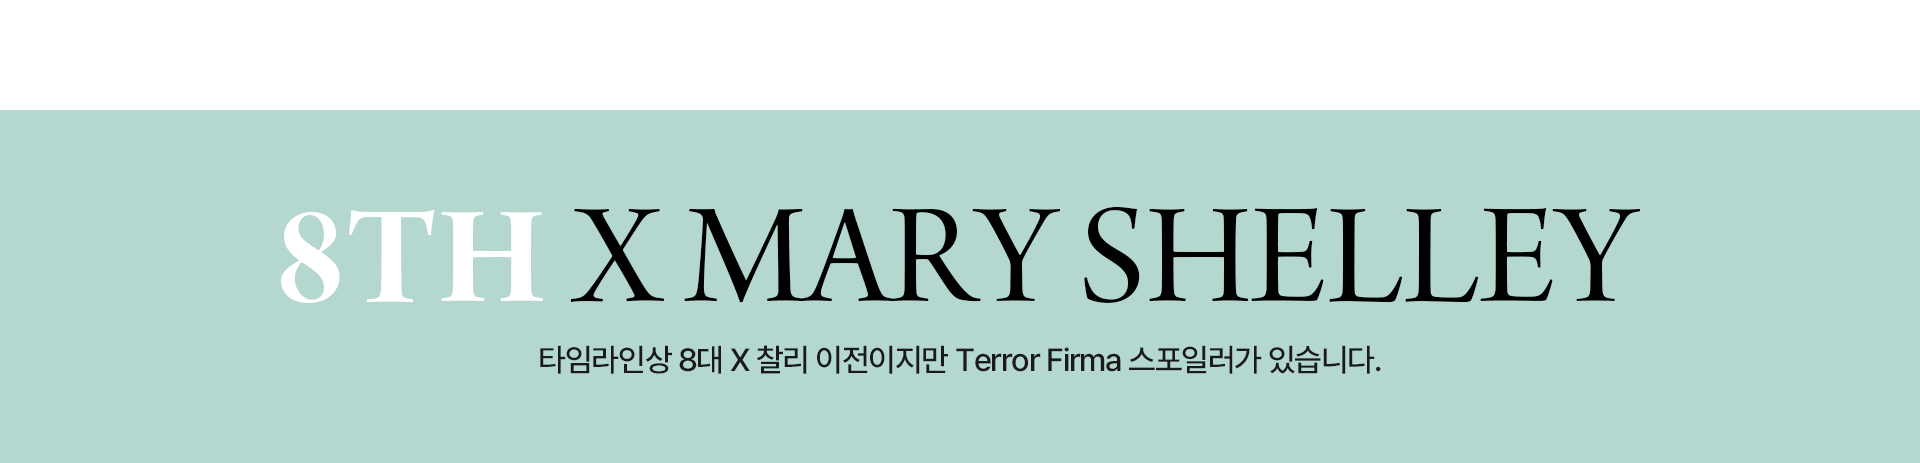 8TH X MARY SHELLEY
타임라인상 8대 X 찰리 이전이지만 Terror Firma 스포일러가 있습니다.